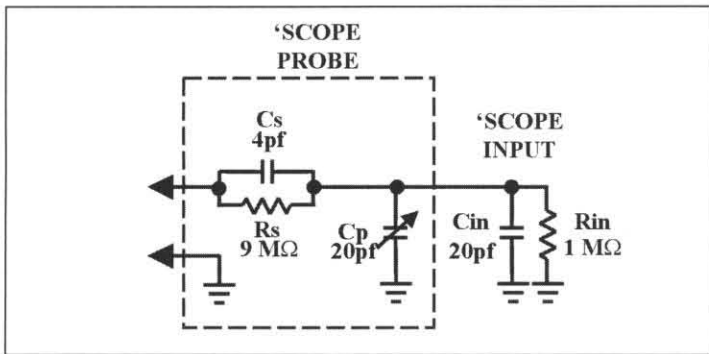 ‘SCOPE
PROBE
Cs
4pf
‘SCOPE
INPUT
Rs
9 MΩ
Cp
20pf
Cin
20pf
Rin
1 MΩ